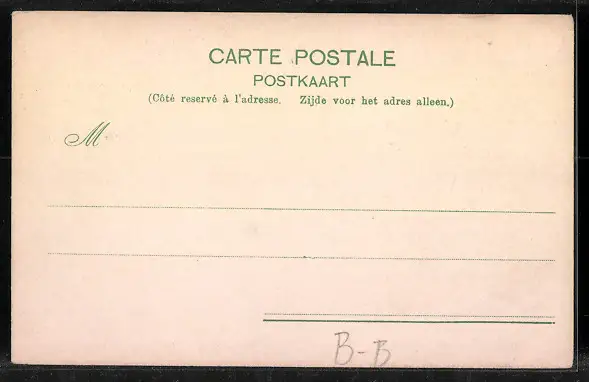 CARTE POSTALE
POSTKAART
(Côté reservé à l'adresse. Zijde voor het adres alleen.)
M
B-B